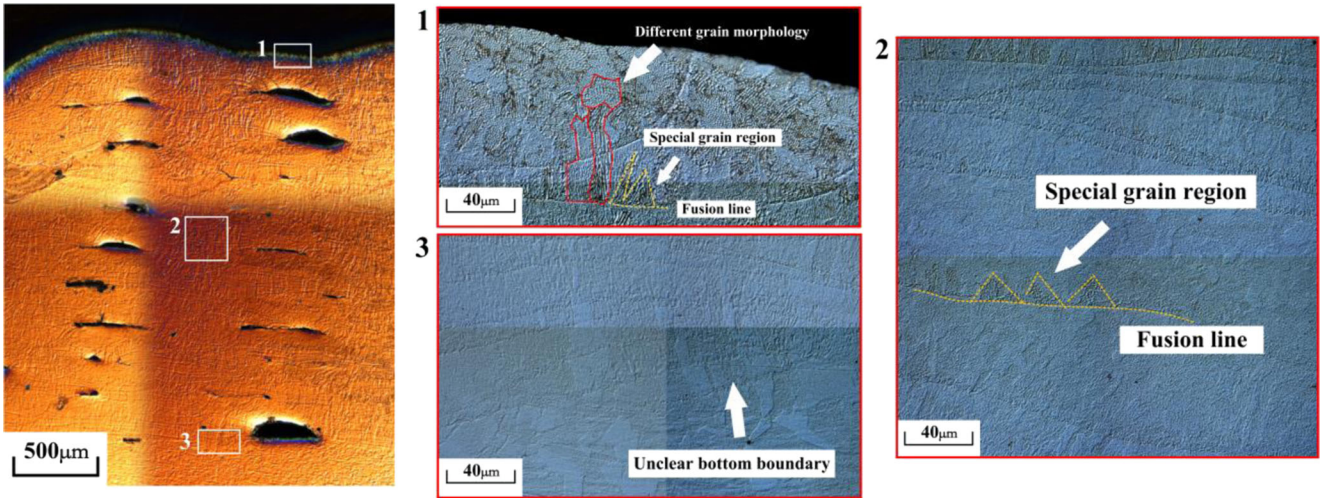 1
2
3
500μm
1
Different grain morphology
Special grain region
Fusion line
40μm
3
Unclear bottom boundary
40μm
2
Special grain region
Fusion line
40μm